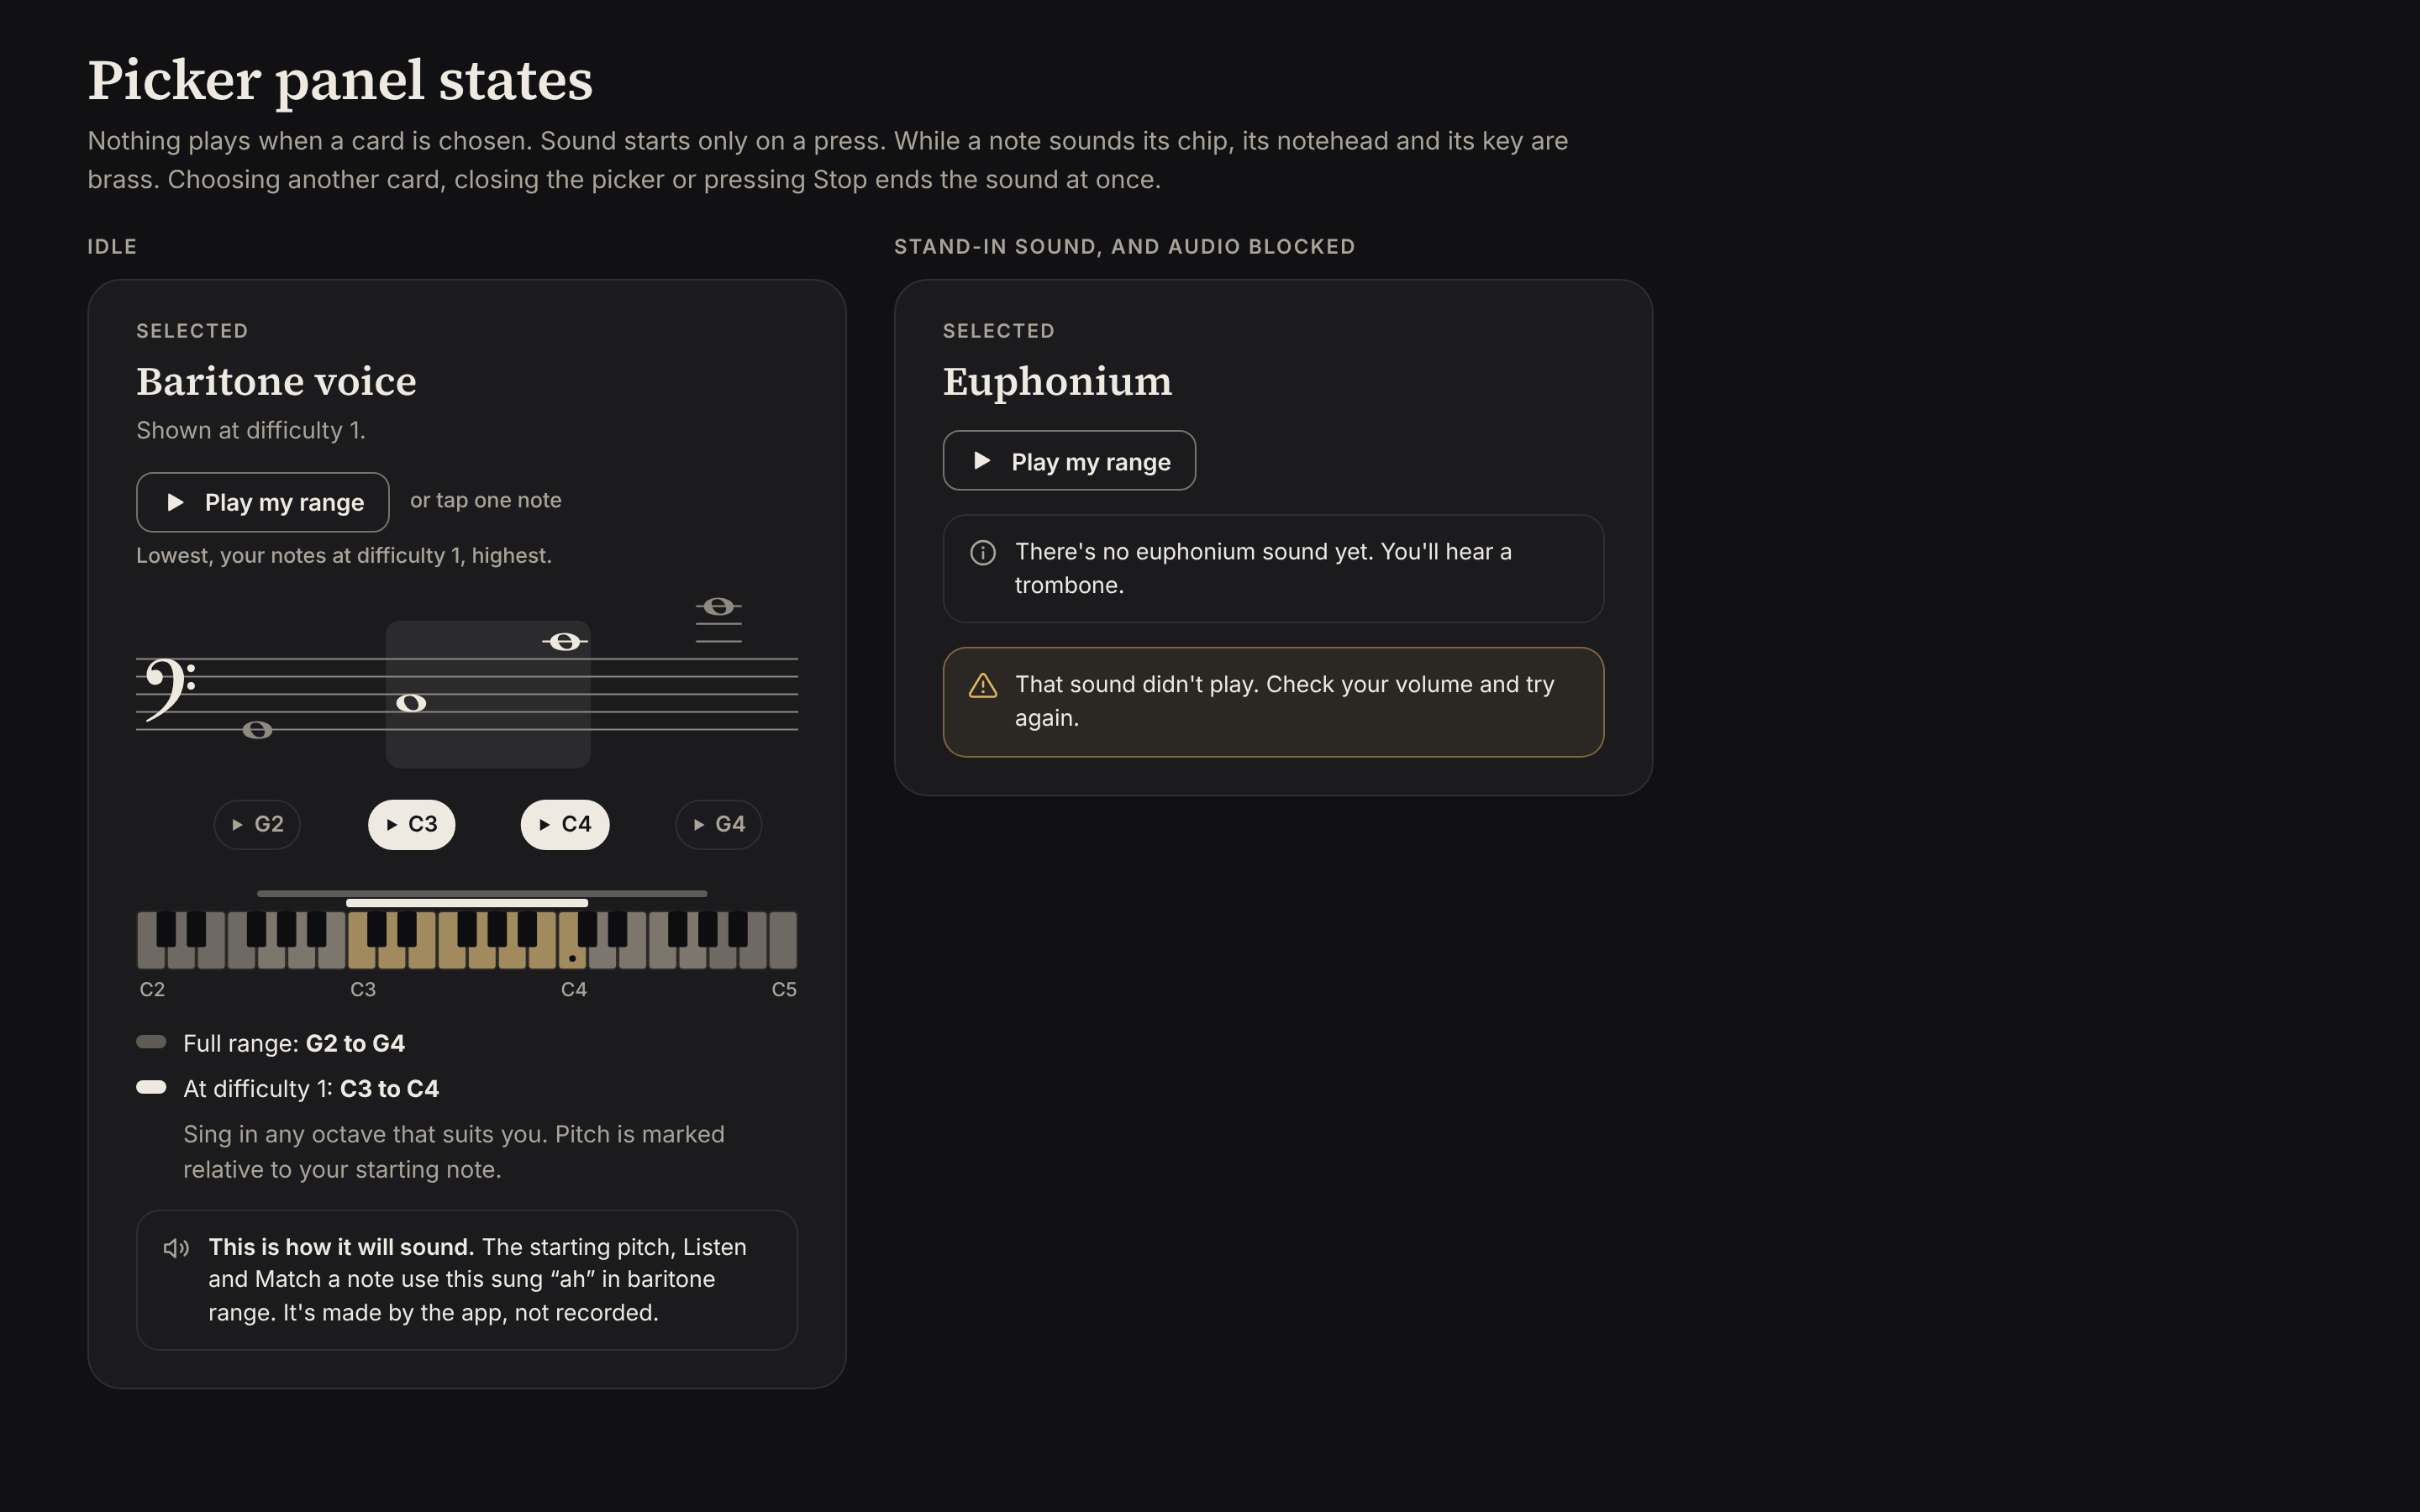 Picker panel states
Nothing plays when a card is chosen. Sound starts only on a press. While a note sounds its chip, its notehead and its key are
brass. Choosing another card, closing the picker or pressing Stop ends the sound at once.
IDLE
SELECTED
Baritone voice
Shown at difficulty 1.
Play my range
or tap one note
Lowest, your notes at difficulty 1, highest.
G2
C3
C4
G4
C2
C3
C4
C5
Full range: G2 to G4
At difficulty 1: C3 to C4
Sing in any octave that suits you. Pitch is marked
relative to your starting note.
This is how it will sound. The starting pitch, Listen
and Match a note use this sung “ah” in baritone
range. It's made by the app, not recorded.
STAND-IN SOUND, AND AUDIO BLOCKED
SELECTED
Euphonium
Play my range
There's no euphonium sound yet. You'll hear a
trombone.
That sound didn't play. Check your volume and try
again.